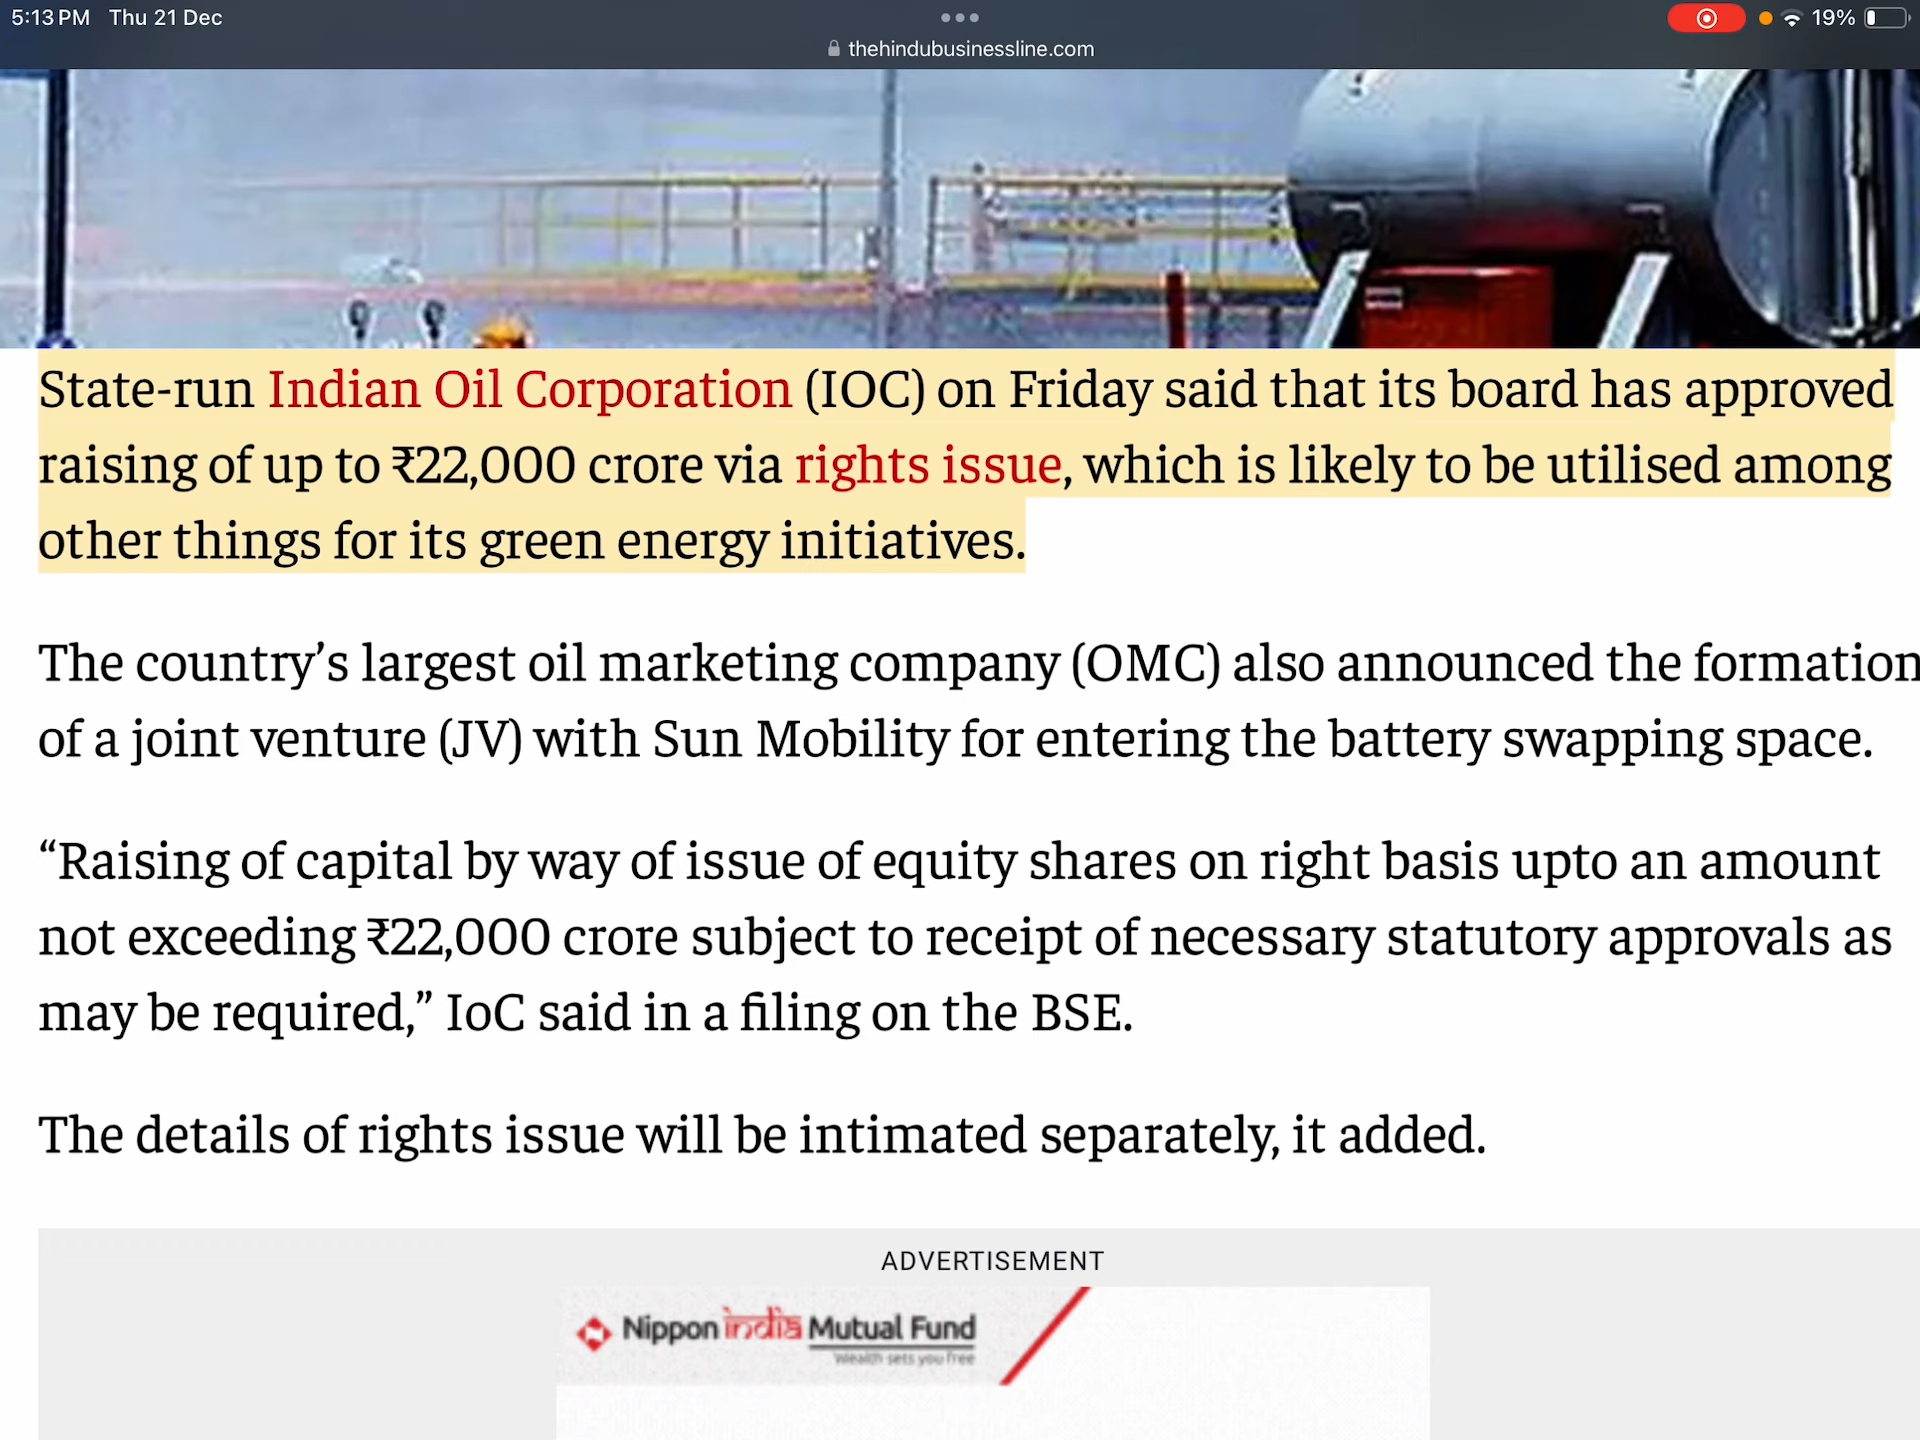 5:13 PM Thu 21 Dec
19%
thehindubusinessline.com
State-run Indian Oil Corporation (IOC) on Friday said that its board has approved
raising of up to ₹22,000 crore via rights issue, which is likely to be utilised among
other things for its green energy initiatives.
The country’s largest oil marketing company (OMC) also announced the formation
of a joint venture (JV) with Sun Mobility for entering the battery swapping space.
“Raising of capital by way of issue of equity shares on right basis upto an amount
not exceeding ₹22,000 crore subject to receipt of necessary statutory approvals as
may be required,” IoC said in a filing on the BSE.
The details of rights issue will be intimated separately, it added.
ADVERTISEMENT
Nippon india Mutual Fund
Wealth sets you free